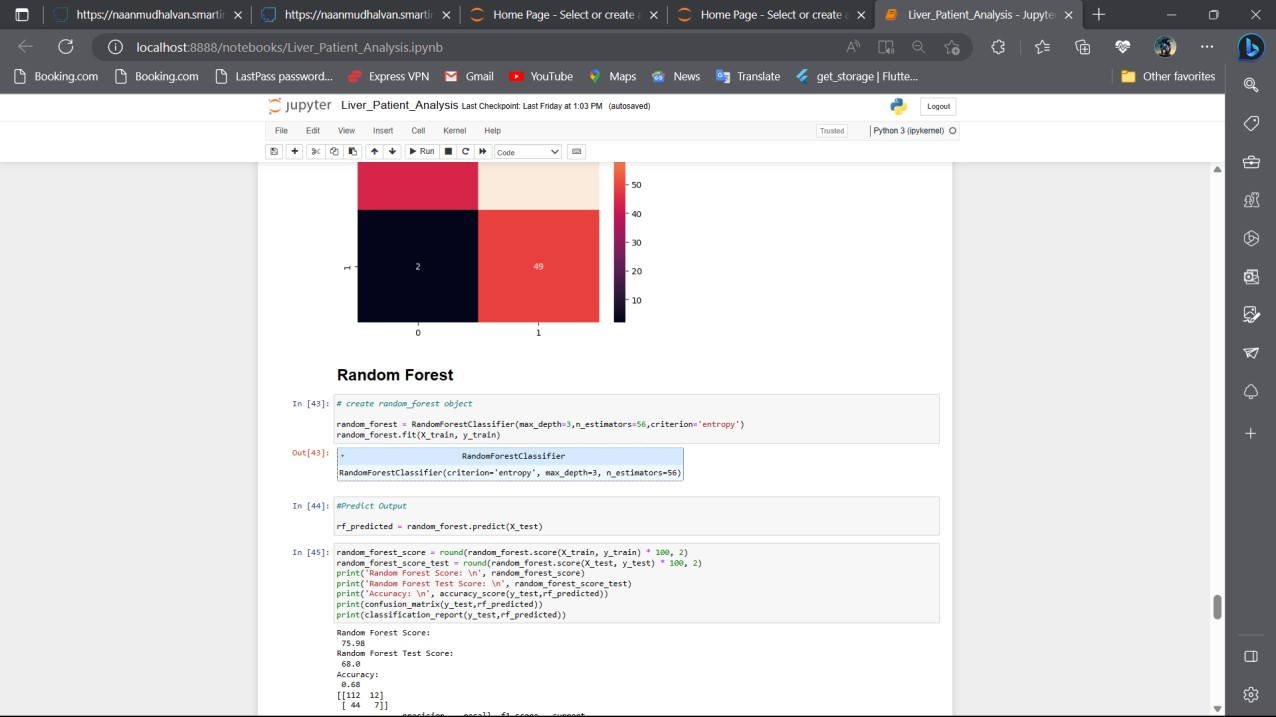 https://naanmudhalvan.smartin
https://naanmudhalvan.smartin
Home Page - Select or create a
Home Page - Select or create a
Liver_Patient_Analysis - Jupyter
localhost:8888/notebooks/Liver_Patient_Analysis.ipynb
Booking.com
Booking.com
LastPass password...
Express VPN
Gmail
YouTube
Maps
News
Translate
get_storage | Flutte...
Other favorites
jupyter Liver_Patient_Analysis Last Checkpoint: Last Friday at 1:03 PM (autosaved)
Logout
File Edit View Insert Cell Kernel Help
Trusted
Python 3 (ipykernel)
Run
Code
50
40
30
20
10
1
2
49
0
1
Random Forest
In [43]: # create random_forest object
random_forest = RandomForestClassifier(max_depth=3,n_estimators=56,criterion='entropy')
random_forest.fit(X_train, y_train)
Out[43]: RandomForestClassifier
RandomForestClassifier(criterion='entropy', max_depth=3, n_estimators=56)
In [44]: #Predict Output
rf_predicted = random_forest.predict(X_test)
In [45]: random_forest_score = round(random_forest.score(X_train, y_train) * 100, 2)
random_forest_score_test = round(random_forest.score(X_test, y_test) * 100, 2)
print('Random Forest Score: \n', random_forest_score)
print('Random Forest Test Score: \n', random_forest_score_test)
print('Accuracy: \n', accuracy_score(y_test,rf_predicted))
print(confusion_matrix(y_test,rf_predicted))
print(classification_report(y_test,rf_predicted))
Random Forest Score:
75.98
Random Forest Test Score:
68.0
Accuracy:
0.68
[[112 12]
[ 44 7]]
precision recall f1-score support